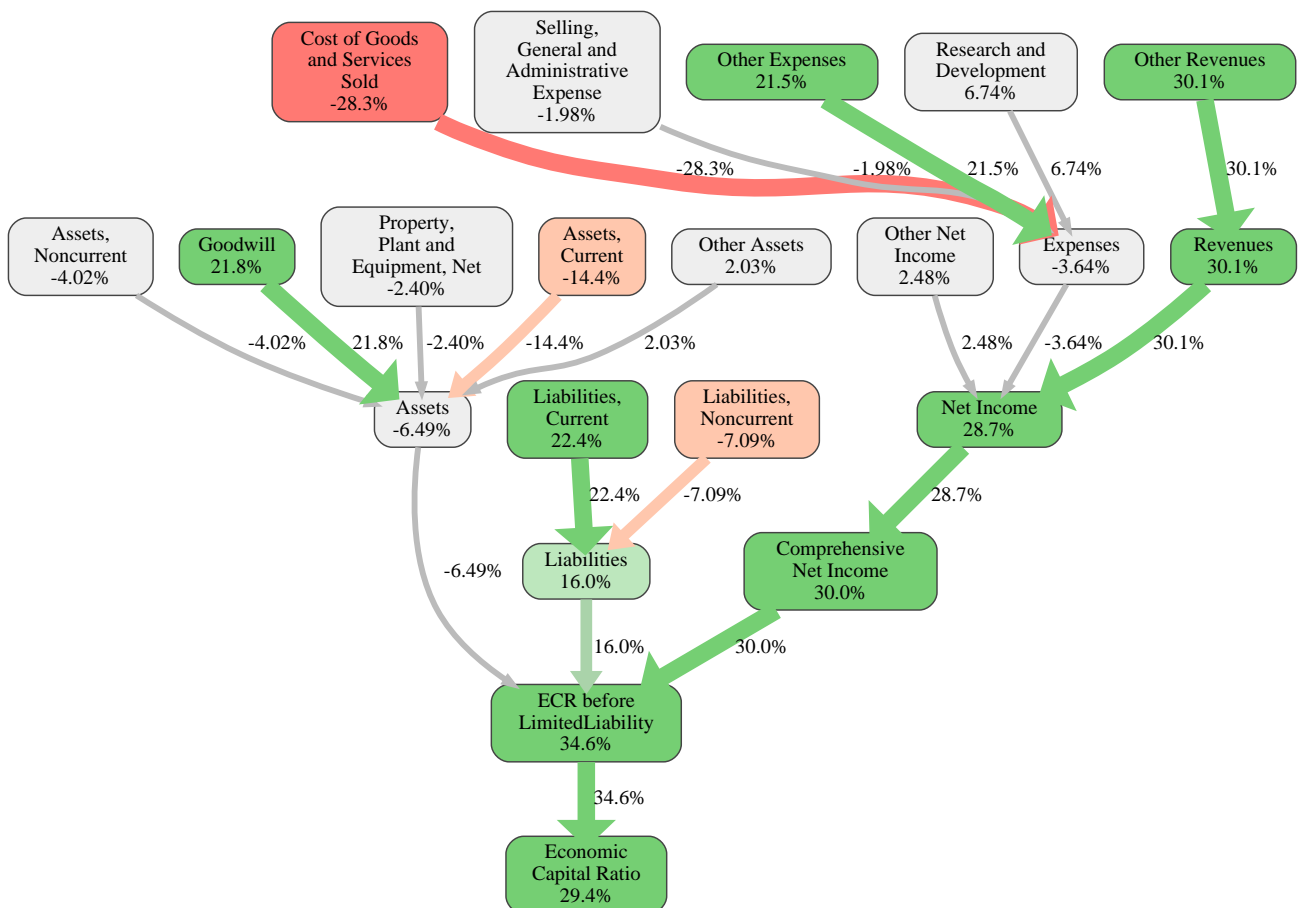 Cost of Goods
and Services
Sold
-28.3%
Selling,
General and
Administrative
Expense
-1.98%
Other Expenses
21.5%
Research and
Development
6.74%
Other Revenues
30.1%
-28.3%
-1.98%
21.5%
6.74%
30.1%
Assets,
Noncurrent
-4.02%
Goodwill
21.8%
Property,
Plant and
Equipment, Net
-2.40%
Assets,
Current
-14.4%
Other Assets
2.03%
Other Net
Income
2.48%
Expenses
-3.64%
Revenues
30.1%
-4.02%
21.8%
-2.40%
-14.4%
2.03%
2.48%
-3.64%
30.1%
Assets
-6.49%
Liabilities,
Current
22.4%
Liabilities,
Noncurrent
-7.09%
Net Income
28.7%
22.4%
-7.09%
28.7%
Liabilities
16.0%
Comprehensive
Net Income
30.0%
-6.49%
16.0%
30.0%
ECR before
LimitedLiability
34.6%
34.6%
Economic
Capital Ratio
29.4%